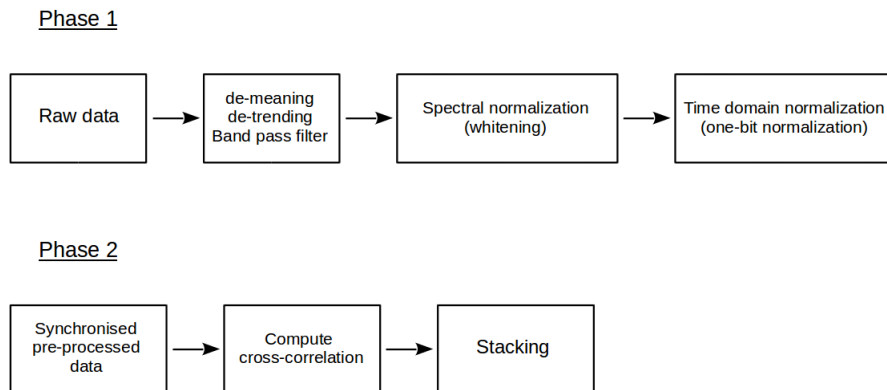 Phase 1
Raw data
de-meaning
de-trending
Band pass filter
Spectral normalization
(whitening)
Time domain normalization
(one-bit normalization)
Phase 2
Synchronised
pre-processed
data
Compute
cross-correlation
Stacking